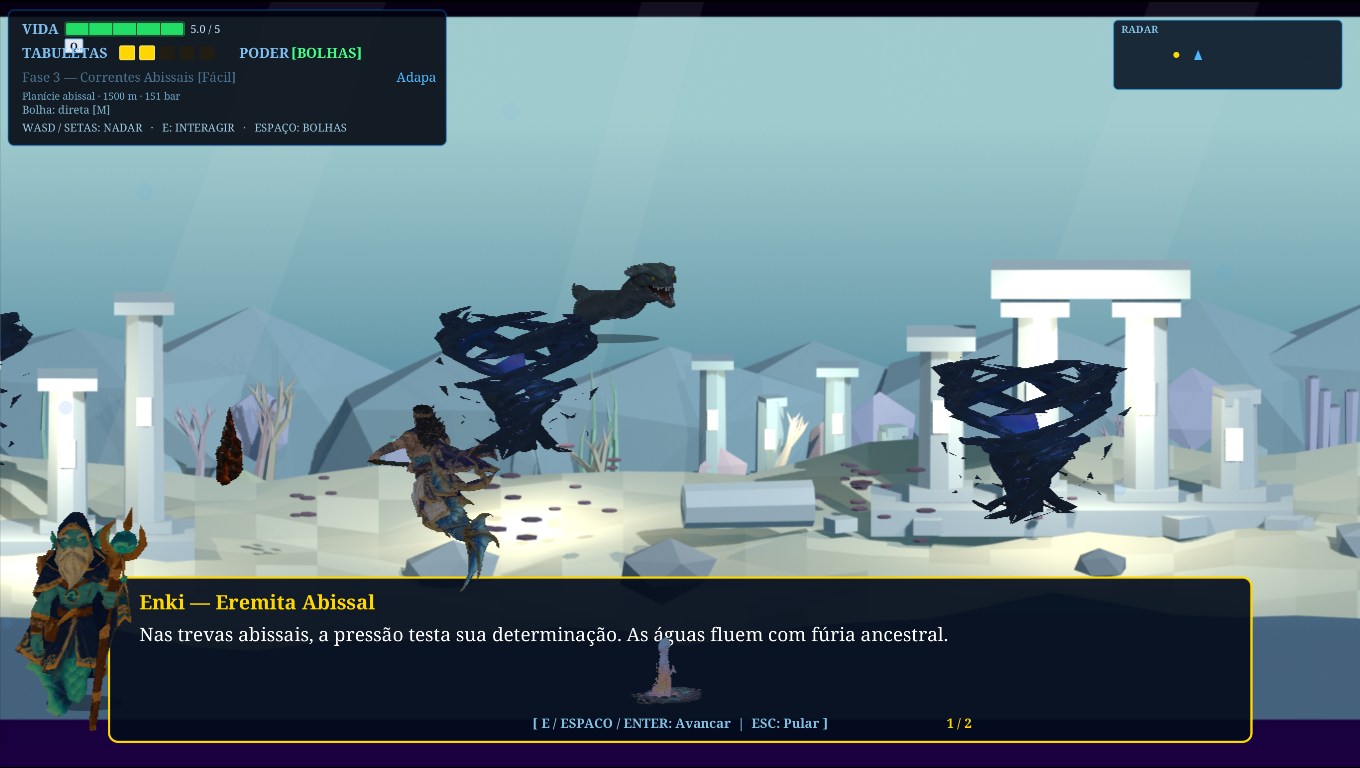 VIDA 5.0 / 5
Q
TABULETAS PODER [BOLHAS]
Fase 3 — Correntes Abissais [Fácil] Adapa
Planície abissal · 1500 m · 151 bar
Bolha: direta [M]
WASD / SETAS: NADAR · E: INTERAGIR · ESPAÇO: BOLHAS
RADAR
Enki — Eremita Abissal
Nas trevas abissais, a pressão testa sua determinação. As águas fluem com fúria ancestral.
[ E / ESPACO / ENTER: Avancar | ESC: Pular ] 1 / 2